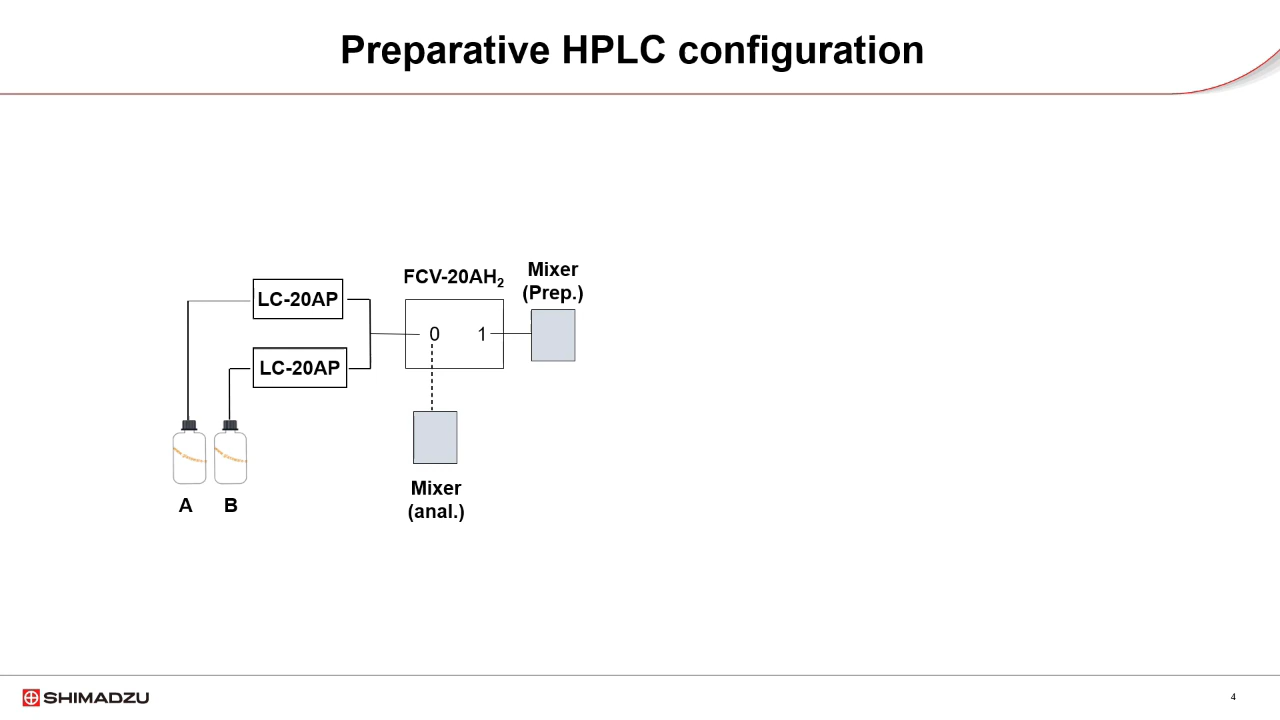 Preparative HPLC configuration
FCV-20AH₂
Mixer
(Prep.)
LC-20AP
0
1
LC-20AP
A
B
Mixer
(anal.)
SHIMADZU
4